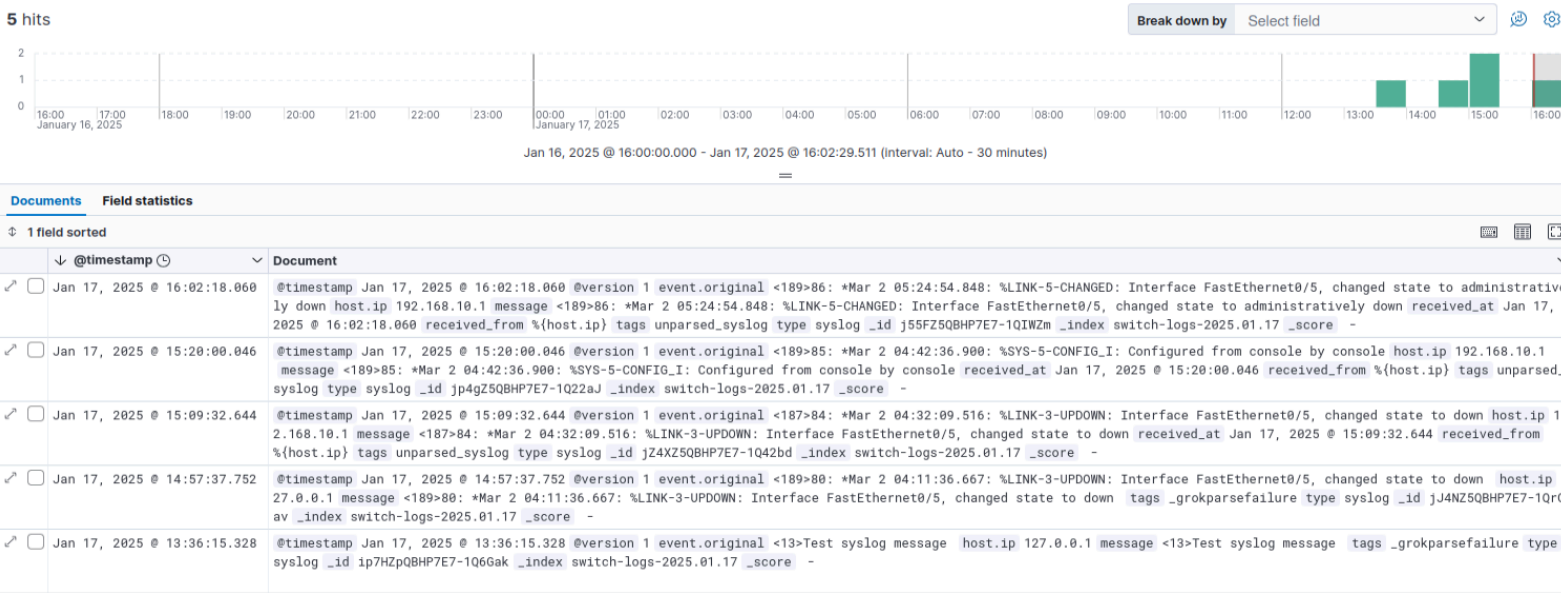 5 hits
Break down by Select field
2
1
0
16:00 17:00 18:00 19:00 20:00 21:00 22:00 23:00 00:00 01:00 02:00 03:00 04:00 05:00 06:00 07:00 08:00 09:00 10:00 11:00 12:00 13:00 14:00 15:00 16:00
January 16, 2025 January 17, 2025
Jan 16, 2025 @ 16:00:00.000 - Jan 17, 2025 @ 16:02:29.511 (interval: Auto - 30 minutes)
Documents Field statistics
1 field sorted
@timestamp Document
Jan 17, 2025 @ 16:02:18.060 @timestamp Jan 17, 2025 @ 16:02:18.060 @version 1 event.original <189>86: *Mar 2 05:24:54.848: %LINK-5-CHANGED: Interface FastEthernet0/5, changed state to administrative
ly down host.ip 192.168.10.1 message <189>86: *Mar 2 05:24:54.848: %LINK-5-CHANGED: Interface FastEthernet0/5, changed state to administratively down received_at Jan 17,
2025 @ 16:02:18.060 received_from %{host.ip} tags unparsed_syslog type syslog _id j55FZ5QBHP7E7-1QIWZm _index switch-logs-2025.01.17 _score -
Jan 17, 2025 @ 15:20:00.046 @timestamp Jan 17, 2025 @ 15:20:00.046 @version 1 event.original <189>85: *Mar 2 04:42:36.900: %SYS-5-CONFIG_I: Configured from console by console host.ip 192.168.10.1
message <189>85: *Mar 2 04:42:36.900: %SYS-5-CONFIG_I: Configured from console by console received_at Jan 17, 2025 @ 15:20:00.046 received_from %{host.ip} tags unparsed_
syslog type syslog _id jp4gZ5QBHP7E7-1Q22aJ _index switch-logs-2025.01.17 _score -
Jan 17, 2025 @ 15:09:32.644 @timestamp Jan 17, 2025 @ 15:09:32.644 @version 1 event.original <187>84: *Mar 2 04:32:09.516: %LINK-3-UPDOWN: Interface FastEthernet0/5, changed state to down host.ip 1
2.168.10.1 message <187>84: *Mar 2 04:32:09.516: %LINK-3-UPDOWN: Interface FastEthernet0/5, changed state to down received_at Jan 17, 2025 @ 15:09:32.644 received_from
%{host.ip} tags unparsed_syslog type syslog _id jZ4XZ5QBHP7E7-1Q42bd _index switch-logs-2025.01.17 _score -
Jan 17, 2025 @ 14:57:37.752 @timestamp Jan 17, 2025 @ 14:57:37.752 @version 1 event.original <189>80: *Mar 2 04:11:36.667: %LINK-3-UPDOWN: Interface FastEthernet0/5, changed state to down host.ip
27.0.0.1 message <189>80: *Mar 2 04:11:36.667: %LINK-3-UPDOWN: Interface FastEthernet0/5, changed state to down tags _grokparsefailure type syslog _id jJ4NZ5QBHP7E7-1Qr
av _index switch-logs-2025.01.17 _score -
Jan 17, 2025 @ 13:36:15.328 @timestamp Jan 17, 2025 @ 13:36:15.328 @version 1 event.original <13>Test syslog message host.ip 127.0.0.1 message <13>Test syslog message tags _grokparsefailure type
syslog _id ip7HZpQBHP7E7-1Q6Gak _index switch-logs-2025.01.17 _score -